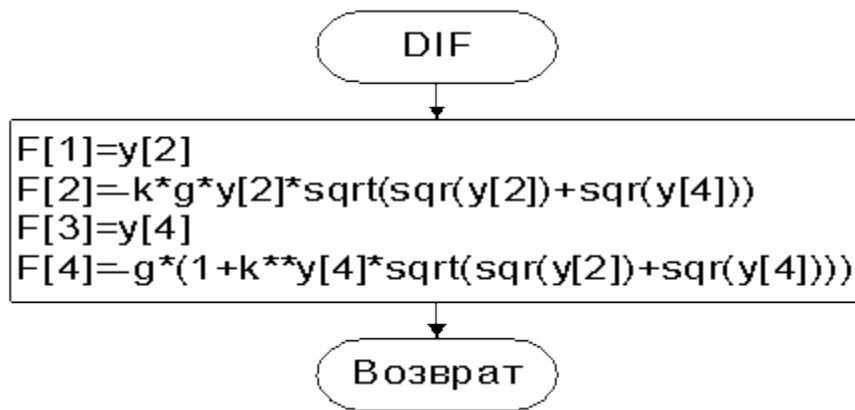 DIF
F[1]=y[2]
F[2]=-k*g*y[2]*sqrt(sqr(y[2])+sqr(y[4]))
F[3]=y[4]
F[4]=-g*(1+k**y[4]*sqrt(sqr(y[2])+sqr(y[4])))
Возврат